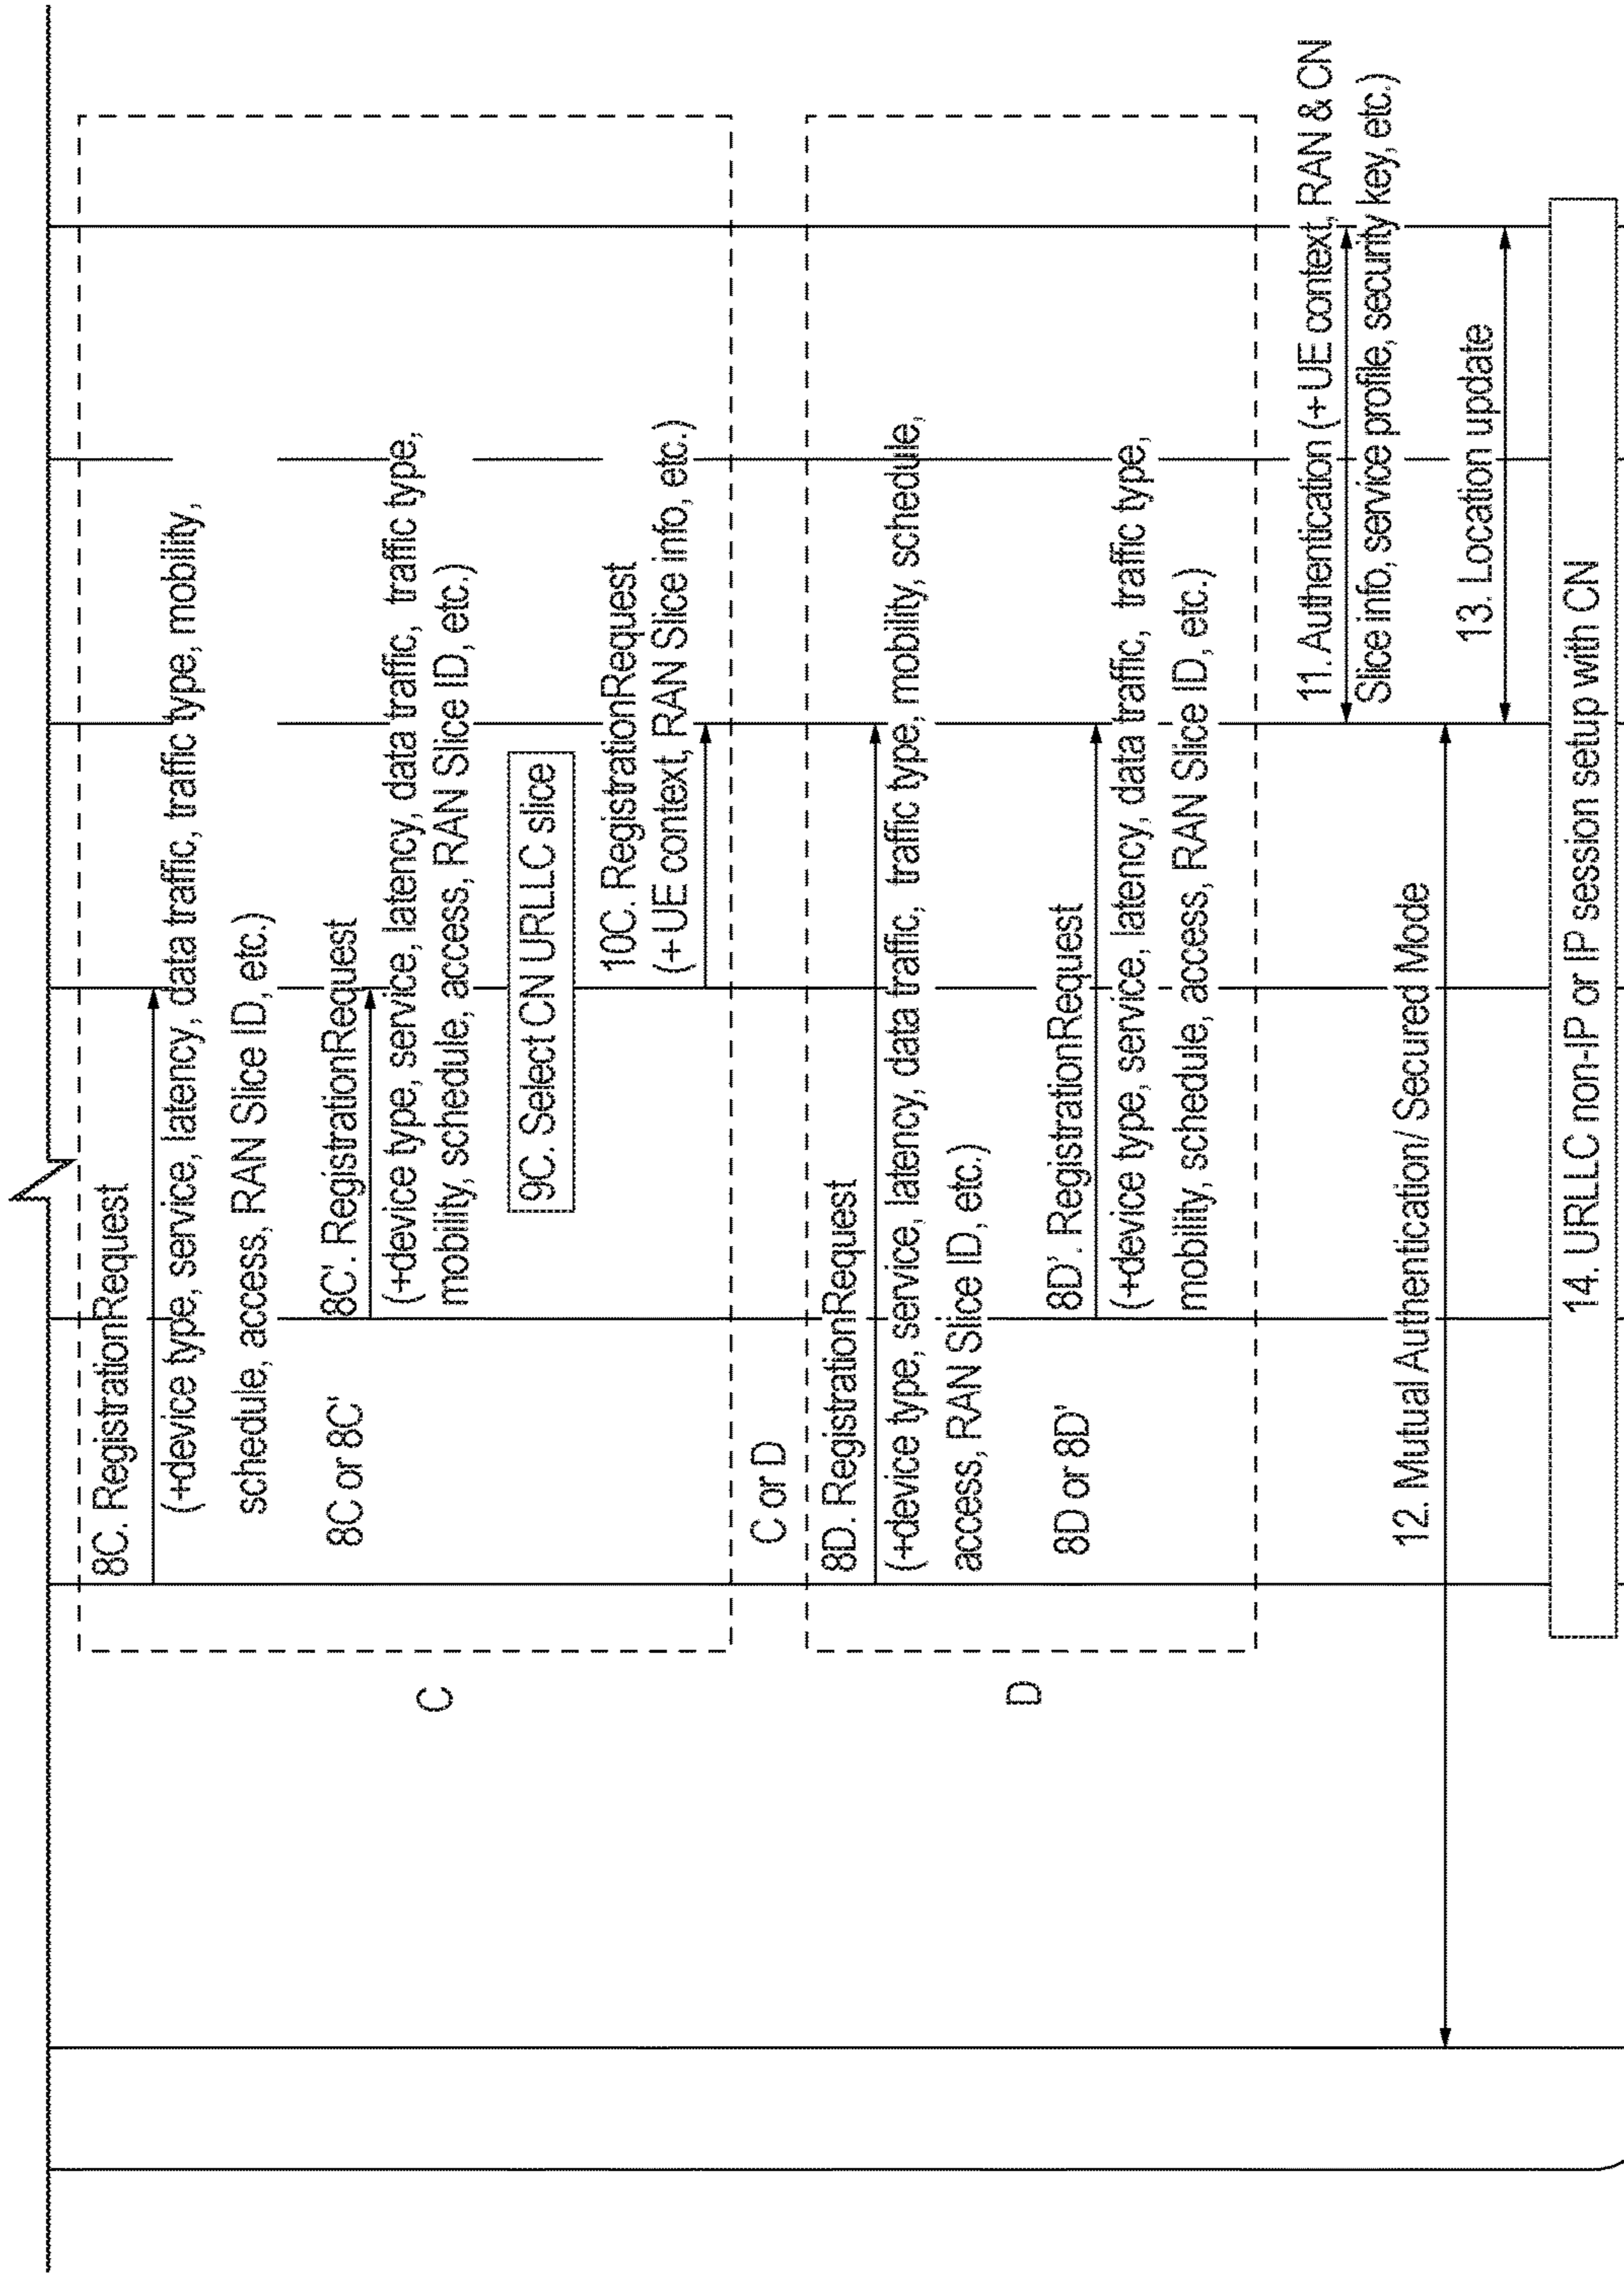 8C. RegistrationRequest
(+device type, service, latency, data traffic, traffic type, mobility,
schedule, access, RAN Slice ID, etc.)
8C or 8C'
8C'. RegistrationRequest
(+device type, service, latency, data traffic, traffic type,
mobility, schedule, access, RAN Slice ID, etc.)
C
9C. Select CN URLLC slice
10C. RegistrationRequest
(+ UE context, RAN Slice info, etc.)
C or D
8D. RegistrationRequest
(+device type, service, latency, data traffic, traffic type, mobility, schedule,
access, RAN Slice ID, etc.)
D
8D or 8D'
8D'. RegistrationRequest
(+device type, service, latency, data traffic, traffic type,
mobility, schedule, access, RAN Slice ID, etc.)
11. Authentication (+ UE context, RAN & CN
Slice info, service profile, security key, etc.)
12. Mutual Authentication/ Secured Mode
13. Location update
14. URLLC non-IP or IP session setup with CN